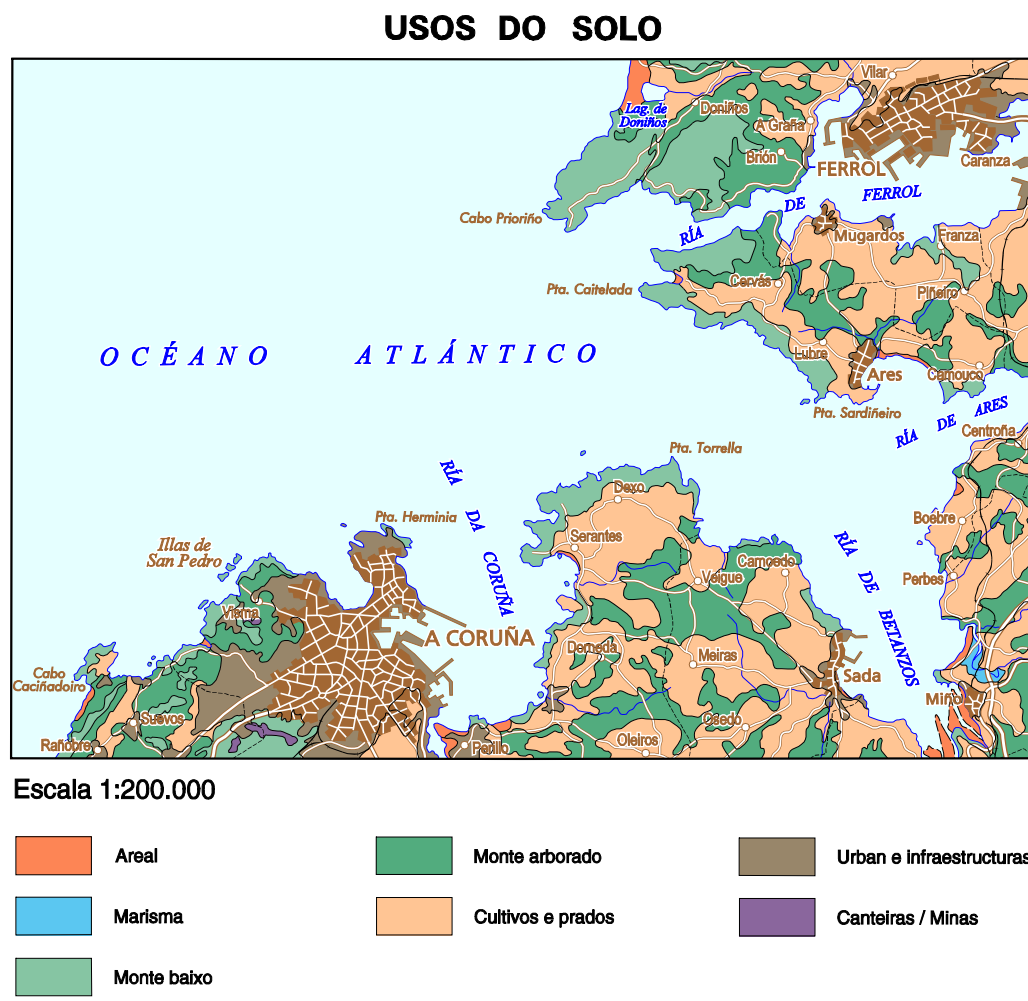 USOS DO SOLO
Vilar
Lag. de
Doniños
Doniños
A Graña
Brión
FERROL
Caranza
Cabo Prioriño
RÍA DE FERROL
Mugardos
Franza
Pta. Caitelada
Cervás
Piñeiro
OCÉANO ATLÁNTICO
Lubre
Ares
Camouco
Pta. Sardiñeiro
RÍA DE ARES
Centroña
Pta. Torrella
RÍA DA CORUÑA
Dexo
Pta. Herminia
Boebre
Serantes
Illas de
San Pedro
RÍA DE BETANZOS
Camoedo
Veigue
Perbes
Visma
A CORUÑA
Dorneda
Meiras
Cabo
Caciñadoiro
Sada
Miño
Suevos
Osedo
Rañobre
Perillo
Oleiros
Escala 1:200.000
Areal
Monte arborado
Urban e infraestructuras
Marisma
Cultivos e prados
Canteiras / Minas
Monte baixo